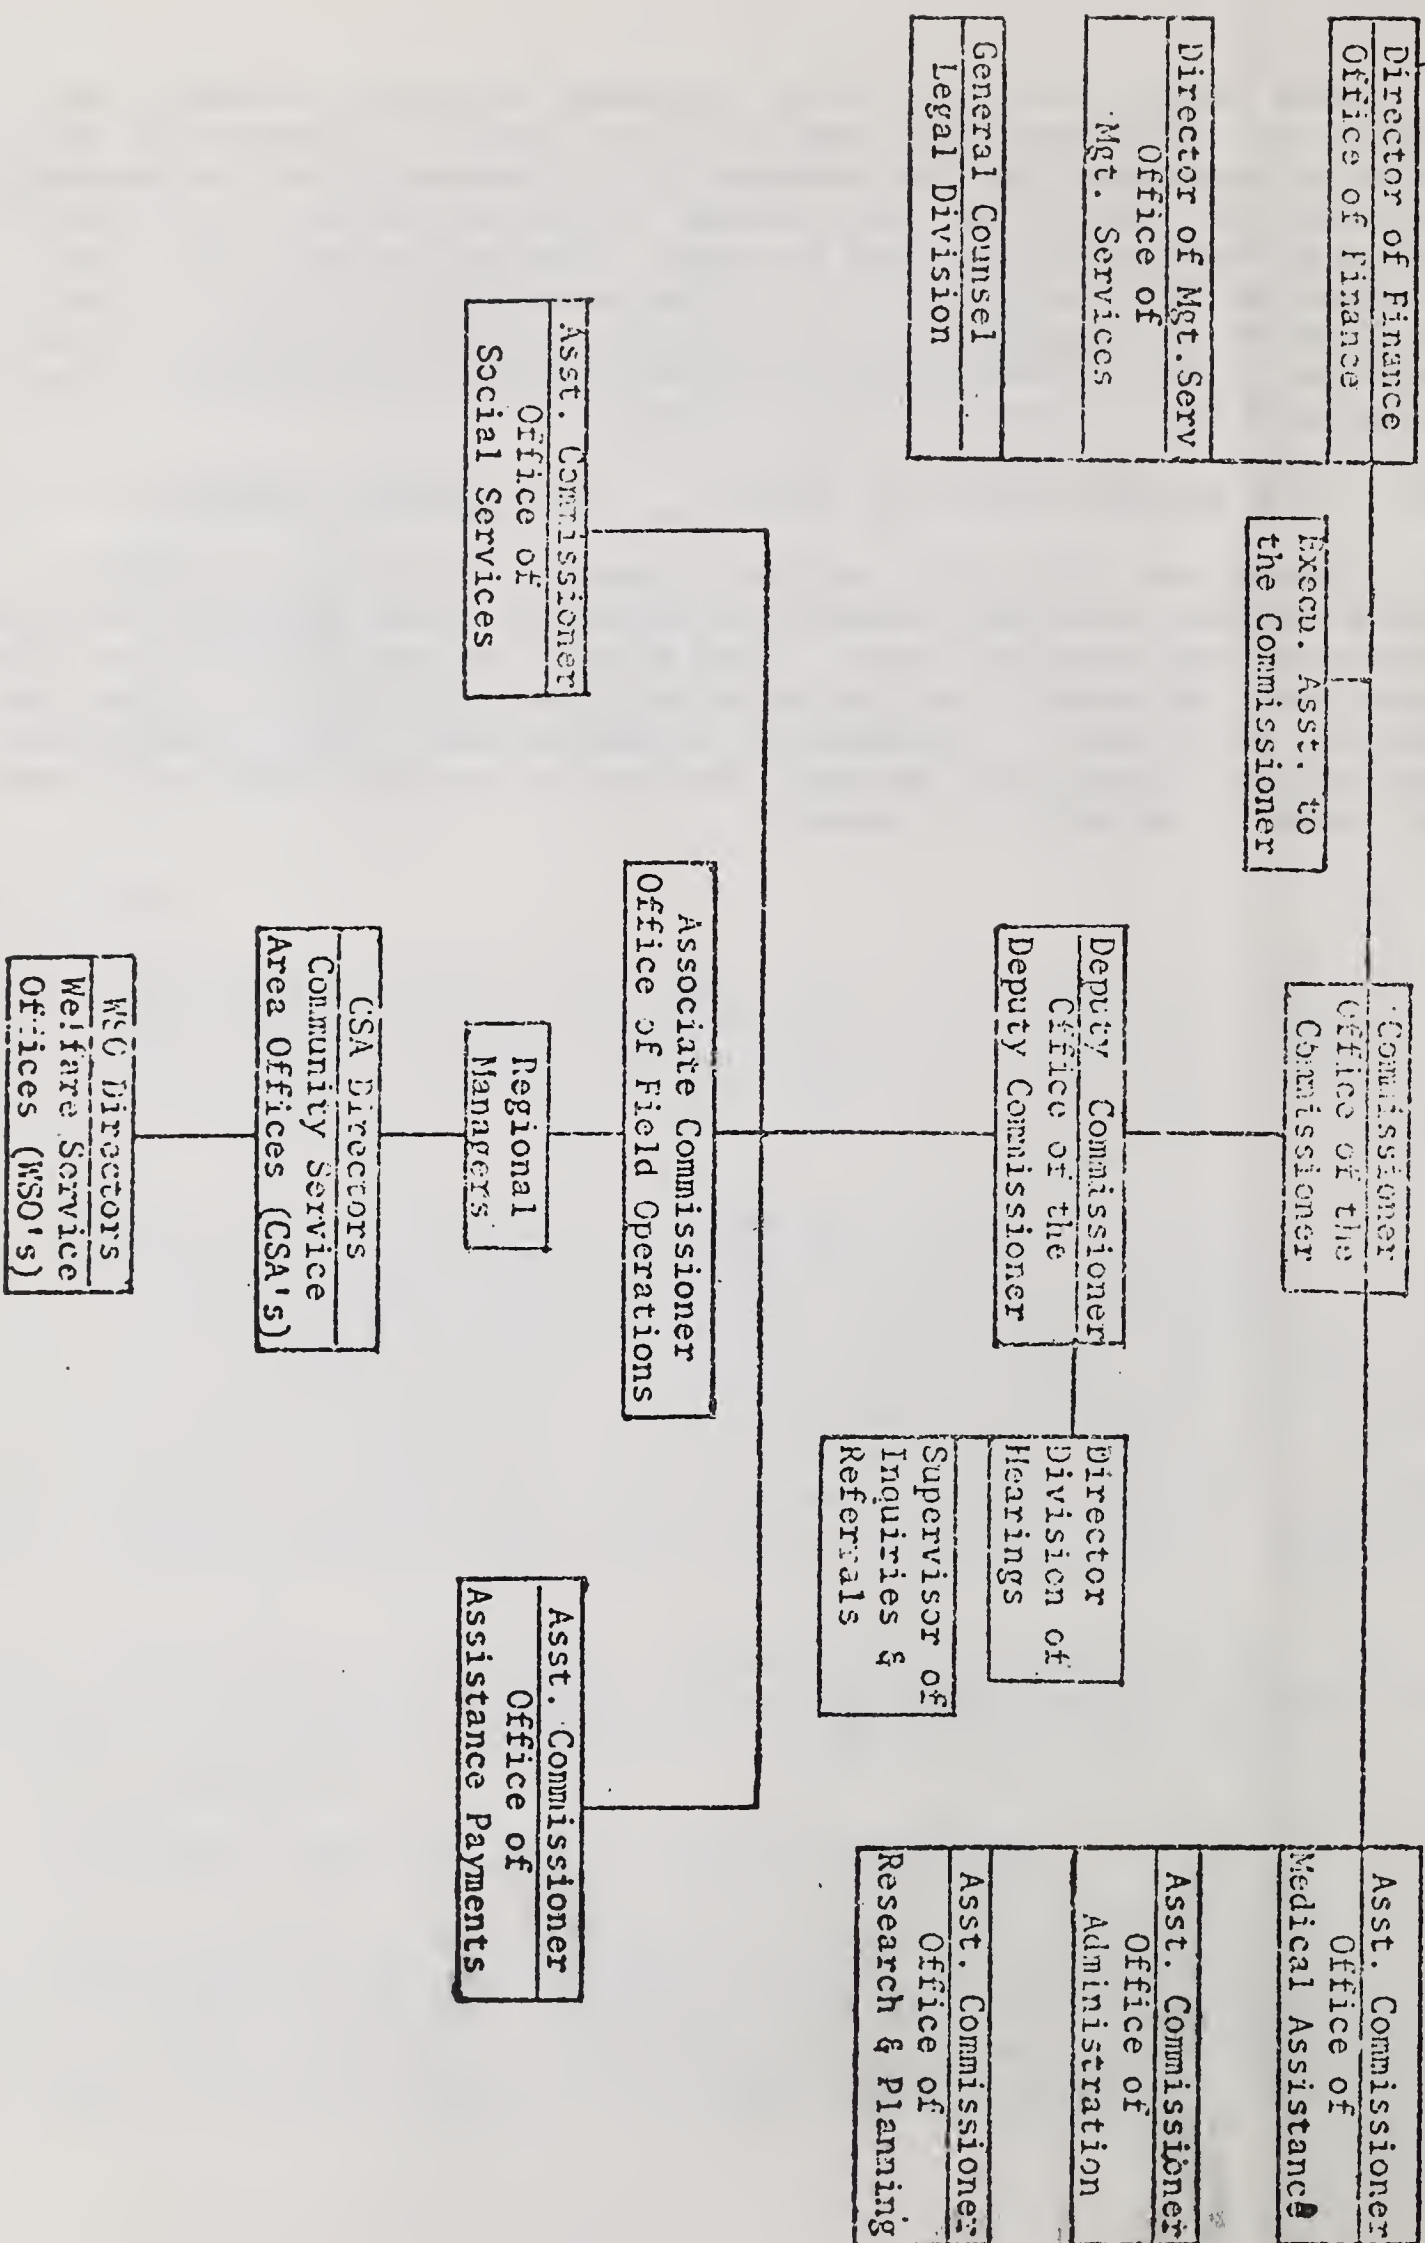 Director of Finance
Office of Finance
Director of Mgt.Serv
Office of
Mgt. Services
General Counsel
Legal Division
Execu. Asst. to
the Commissioner
Commissioner
Office of the
Commissioner
Asst. Commissioner
Office of
Medical Assistance
Asst. Commissioner
Office of
Administration
Asst. Commissioner
Office of
Research & Planning
Deputy Commissioner
Office of the
Deputy Commissioner
Director
Division of
Hearings
Supervisor of
Inquiries &
Referrals
Asst. Commissioner
Office of
Social Services
Associate Commissioner
Office of Field Operations
Asst. Commissioner
Office of
Assistance Payments
Regional
Managers
CSA Directors
Community Service
Area Offices (CSA's)
WSO Directors
Welfare Service
Offices (WSO's)